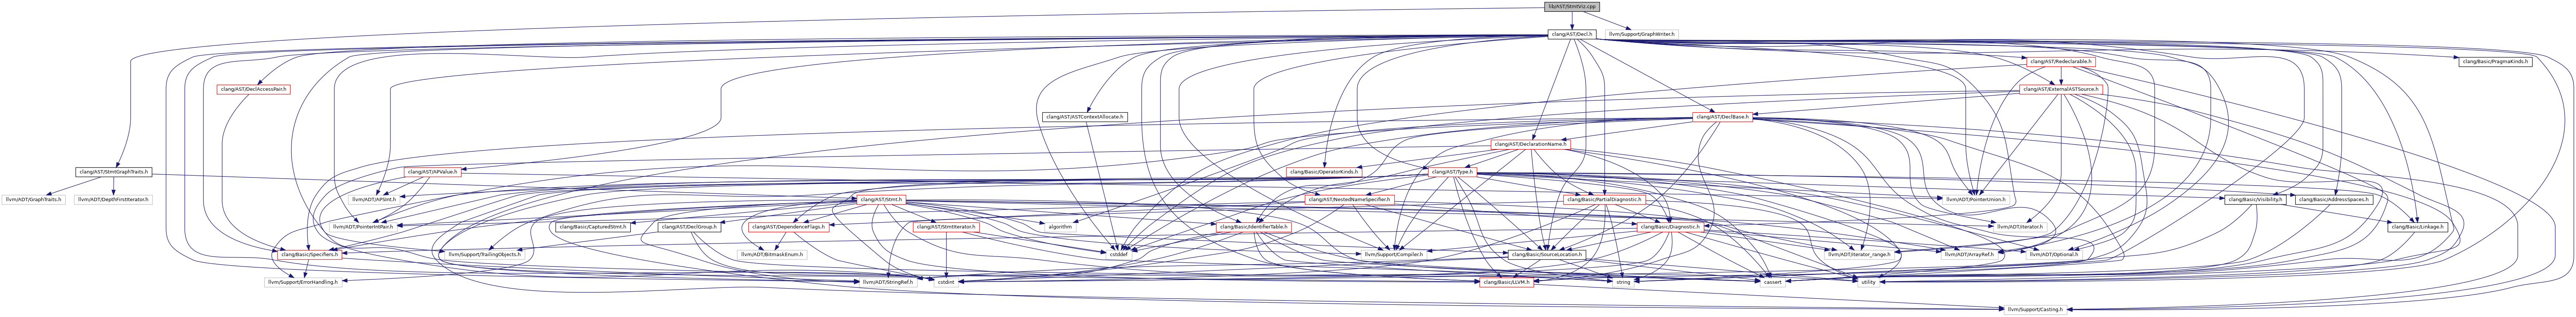 lib/AST/StmtViz.cpp
clang/AST/Decl.h
llvm/Support/GraphWriter.h
clang/AST/Redeclarable.h
clang/Basic/PragmaKinds.h
clang/AST/DeclAccessPair.h
clang/AST/ExternalASTSource.h
clang/AST/ASTContextAllocate.h
clang/AST/DeclBase.h
clang/AST/DeclarationName.h
clang/AST/StmtGraphTraits.h
clang/AST/APValue.h
clang/Basic/OperatorKinds.h
clang/AST/Type.h
llvm/ADT/GraphTraits.h
llvm/ADT/DepthFirstIterator.h
llvm/ADT/APSInt.h
clang/AST/Stmt.h
clang/AST/NestedNameSpecifier.h
clang/Basic/PartialDiagnostic.h
llvm/ADT/PointerUnion.h
clang/Basic/Visibility.h
clang/Basic/AddressSpaces.h
llvm/ADT/PointerIntPair.h
clang/Basic/CapturedStmt.h
clang/AST/DeclGroup.h
clang/AST/DependenceFlags.h
clang/AST/StmtIterator.h
algorithm
clang/Basic/IdentifierTable.h
clang/Basic/Diagnostic.h
llvm/ADT/iterator.h
clang/Basic/Linkage.h
clang/Basic/Specifiers.h
llvm/Support/TrailingObjects.h
llvm/ADT/BitmaskEnum.h
cstddef
llvm/Support/Compiler.h
clang/Basic/SourceLocation.h
llvm/ADT/iterator_range.h
llvm/ADT/ArrayRef.h
llvm/ADT/Optional.h
llvm/Support/ErrorHandling.h
llvm/ADT/StringRef.h
cstdint
clang/Basic/LLVM.h
string
cassert
utility
llvm/Support/Casting.h